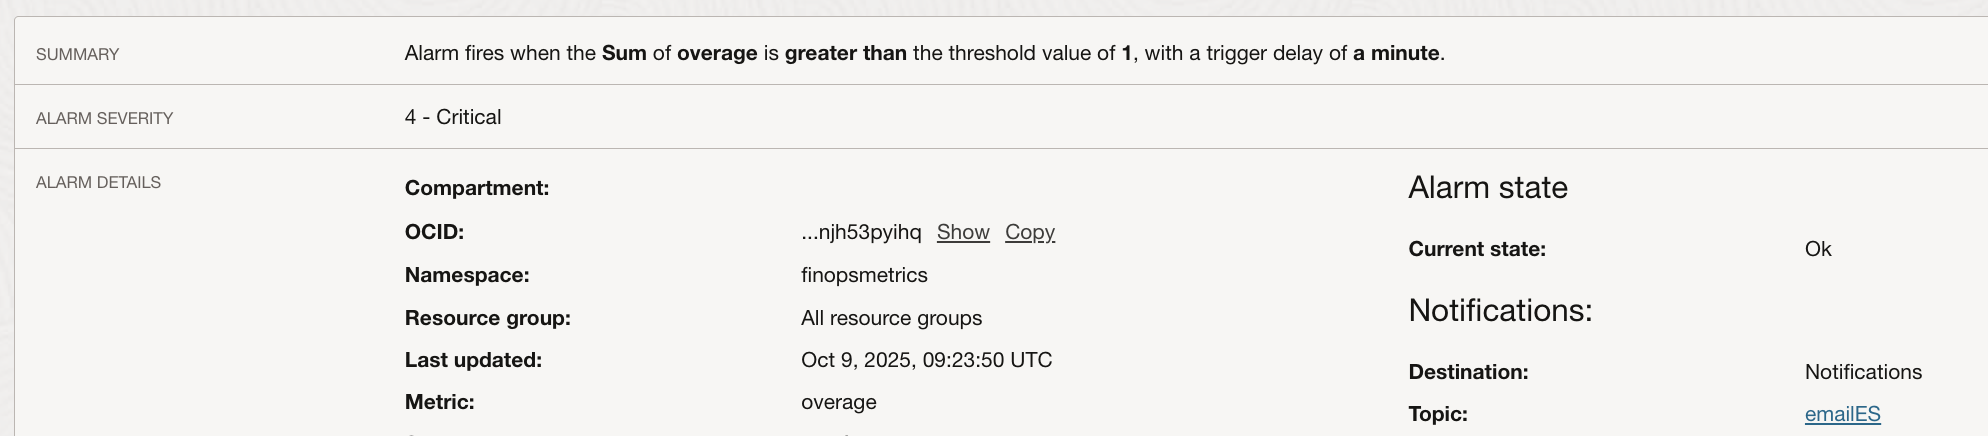 SUMMARY
Alarm fires when the Sum of overage is greater than the threshold value of 1, with a trigger delay of a minute.
ALARM SEVERITY
4 - Critical
ALARM DETAILS
Compartment:
OCID: ...njh53pyihq Show Copy
Namespace: finopsmetrics
Resource group: All resource groups
Last updated: Oct 9, 2025, 09:23:50 UTC
Metric: overage
Alarm state
Current state: Ok
Notifications:
Destination: Notifications
Topic: emailES